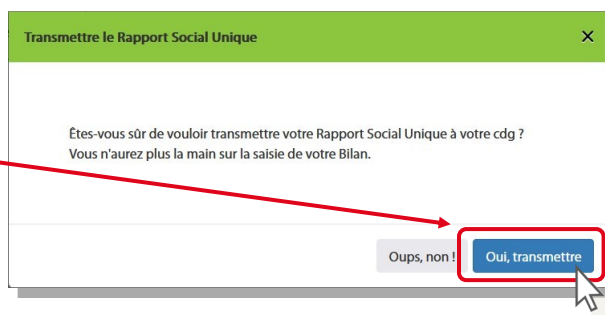 Transmettre le Rapport Social Unique
Êtes-vous sûr de vouloir transmettre votre Rapport Social Unique à votre cdg ?
Vous n'aurez plus la main sur la saisie de votre Bilan.
Oups, non ! Oui, transmettre